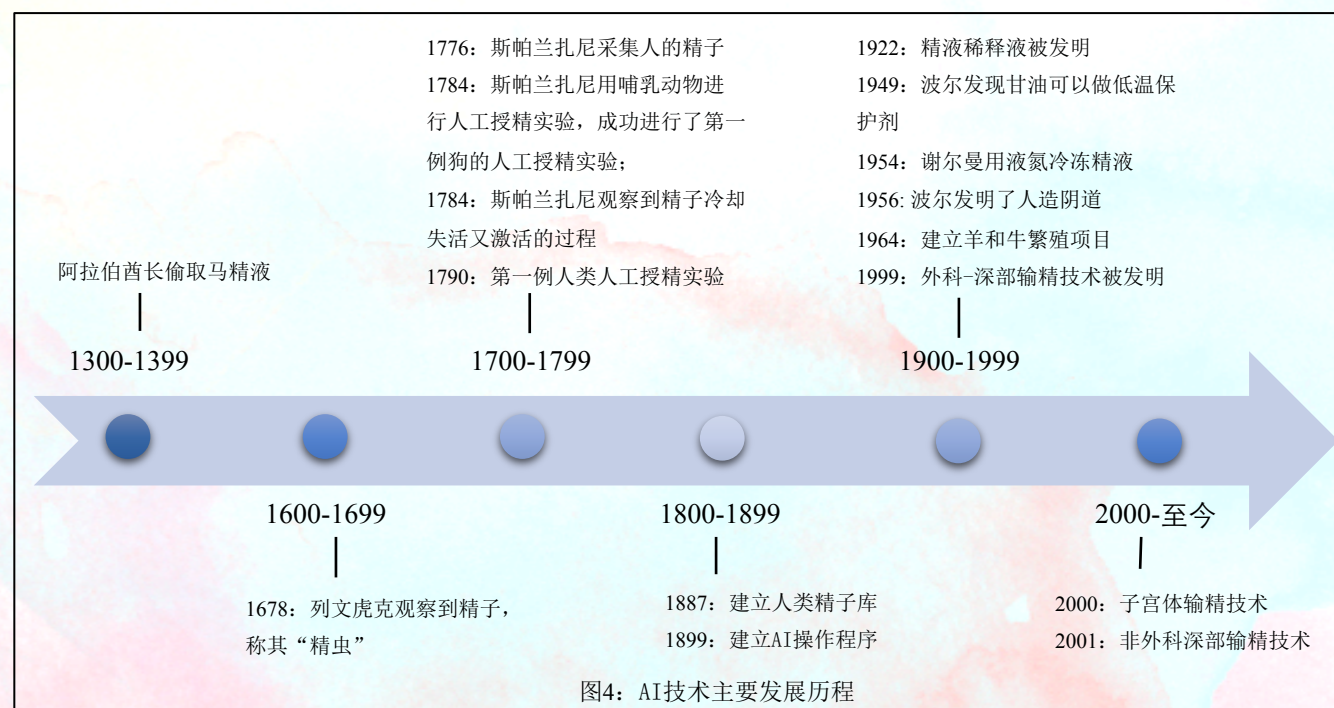 阿拉伯酋长偷取马精液
1300-1399
1678：列文虎克观察到精子，
称其“精虫”
1600-1699
1776：斯帕兰扎尼采集人的精子
1784：斯帕兰扎尼用哺乳动物进
行人工授精实验，成功进行了第一
例狗的人工授精实验；
1784：斯帕兰扎尼观察到精子冷却
失活又激活的过程
1790：第一例人类人工授精实验
1700-1799
1800-1899
1887：建立人类精子库
1899：建立AI操作程序
1922：精液稀释液被发明
1949：波尔发现甘油可以做低温保
护剂
1954：谢尔曼用液氮冷冻精液
1956: 波尔发明了人造阴道
1964：建立羊和牛繁殖项目
1999：外科-深部输精技术被发明
1900-1999
2000-至今
2000：子宫体输精技术
2001：非外科深部输精技术
图4：AI技术主要发展历程